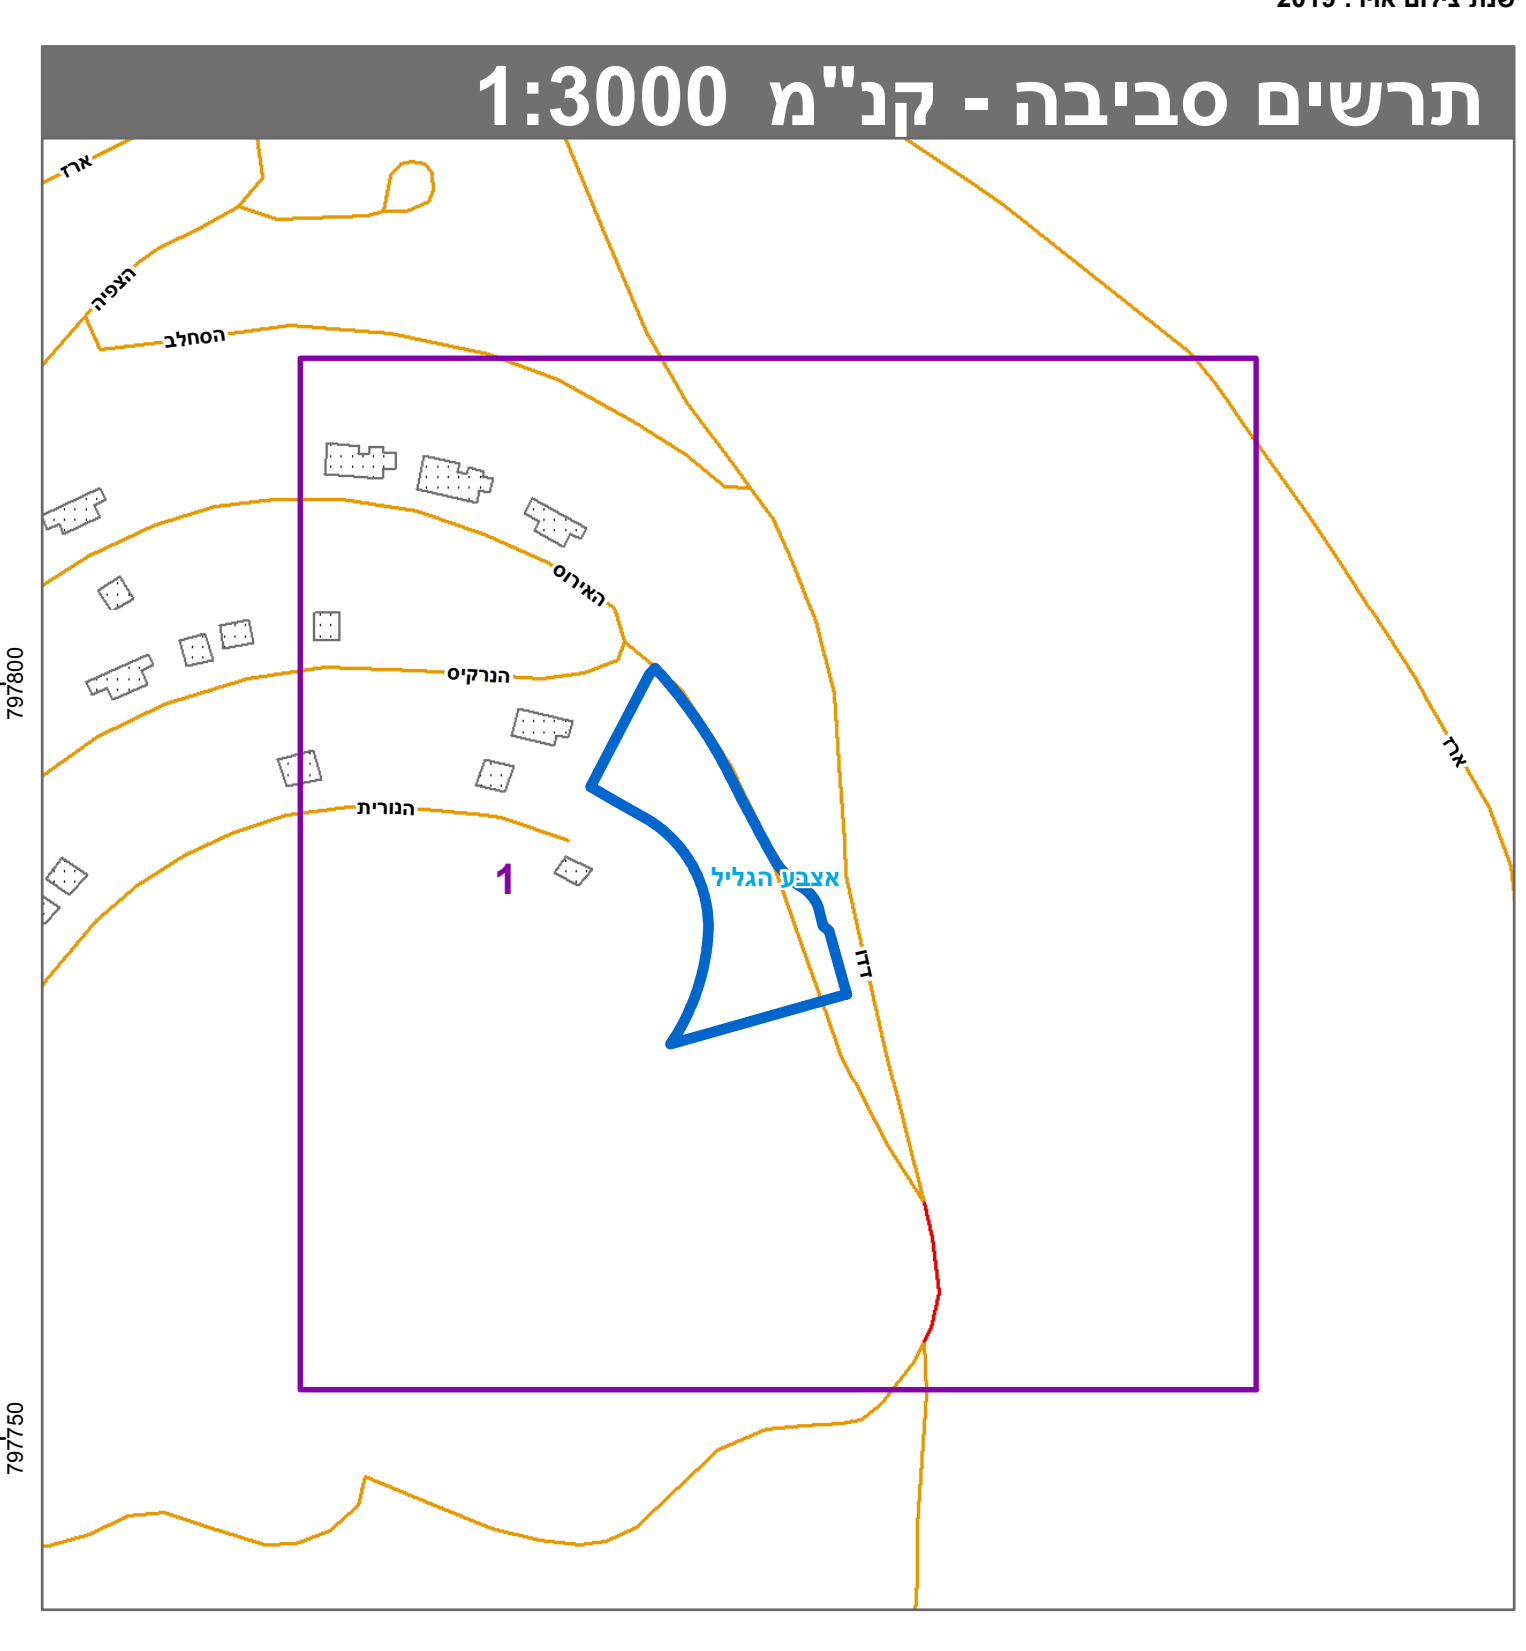 תרשים סביבה - קנ"מ 1:3000
ארז
הצפיה
הסחלב
האירוס
797800
הנרקיס
ארז
הנורית
1
אצבע הגליל
דדו
797750